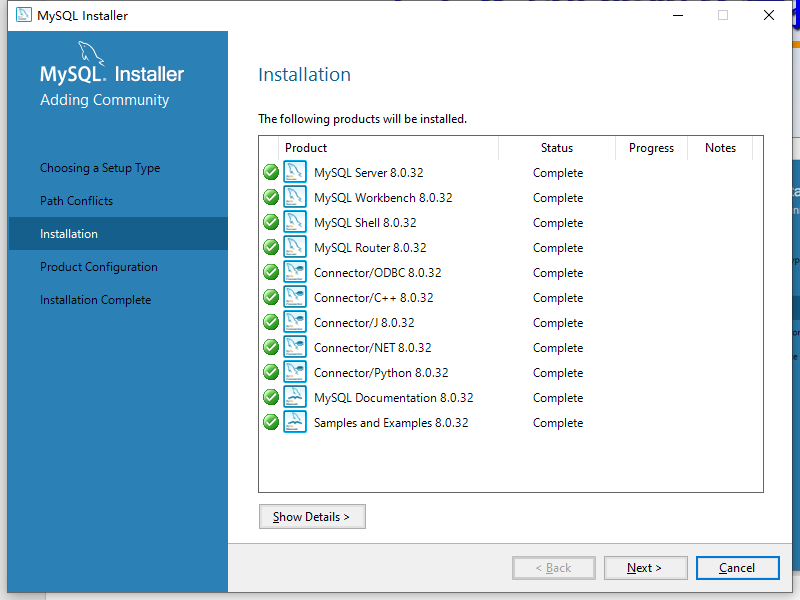 MySQL Installer
MySQL. Installer
Adding Community
Choosing a Setup Type
Path Conflicts
Installation
Product Configuration
Installation Complete
Installation
The following products will be installed.
Product Status Progress Notes
MySQL Server 8.0.32 Complete
MySQL Workbench 8.0.32 Complete
MySQL Shell 8.0.32 Complete
MySQL Router 8.0.32 Complete
Connector/ODBC 8.0.32 Complete
Connector/C++ 8.0.32 Complete
Connector/J 8.0.32 Complete
Connector/NET 8.0.32 Complete
Connector/Python 8.0.32 Complete
MySQL Documentation 8.0.32 Complete
Samples and Examples 8.0.32 Complete
Show Details >
< Back Next > Cancel